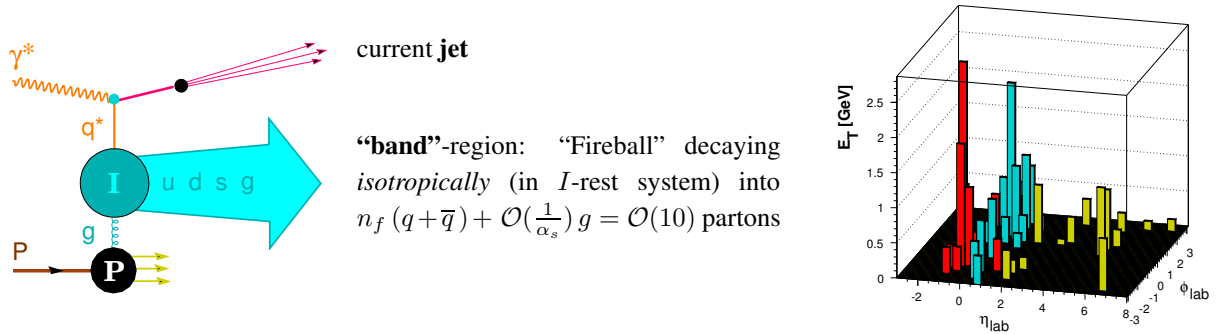 γ*
current jet
q*
I
u d s g
"band"-region: "Fireball" decaying
isotropically (in I-rest system) into
n_f (q+q̅) + 𝒪(1/α_s) g = 𝒪(10) partons
g
P
P
E_T [GeV]
2.5
2
1.5
1
0.5
0
-2 0 2 4 6 8
η_lab
-3 -2 -1 0 1 2 3
ϕ_lab